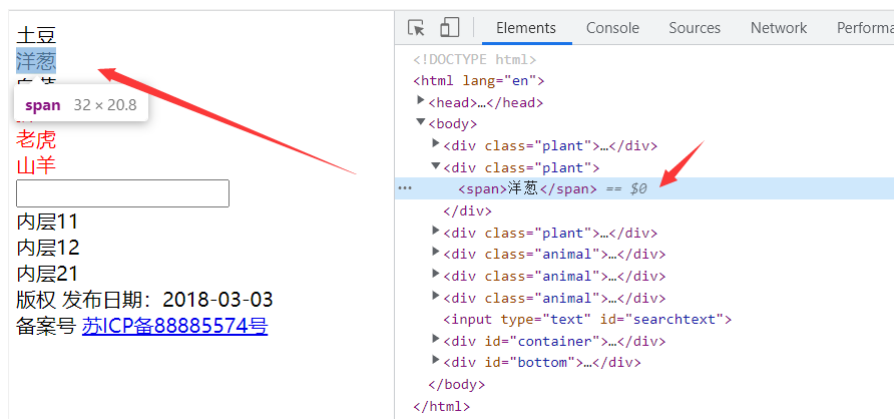 土豆
洋葱
span 32 × 20.8
老虎
山羊
内层11
内层12
内层21
版权 发布日期：2018-03-03
备案号 苏ICP备88885574号
Elements Console Sources Network Performa
<!DOCTYPE html>
<html lang="en">
<head>…</head>
<body>
<div class="plant">…</div>
<div class="plant">
<span>洋葱</span> == $0
</div>
<div class="plant">…</div>
<div class="animal">…</div>
<div class="animal">…</div>
<div class="animal">…</div>
<input type="text" id="searchtext">
<div id="container">…</div>
<div id="bottom">…</div>
</body>
</html>